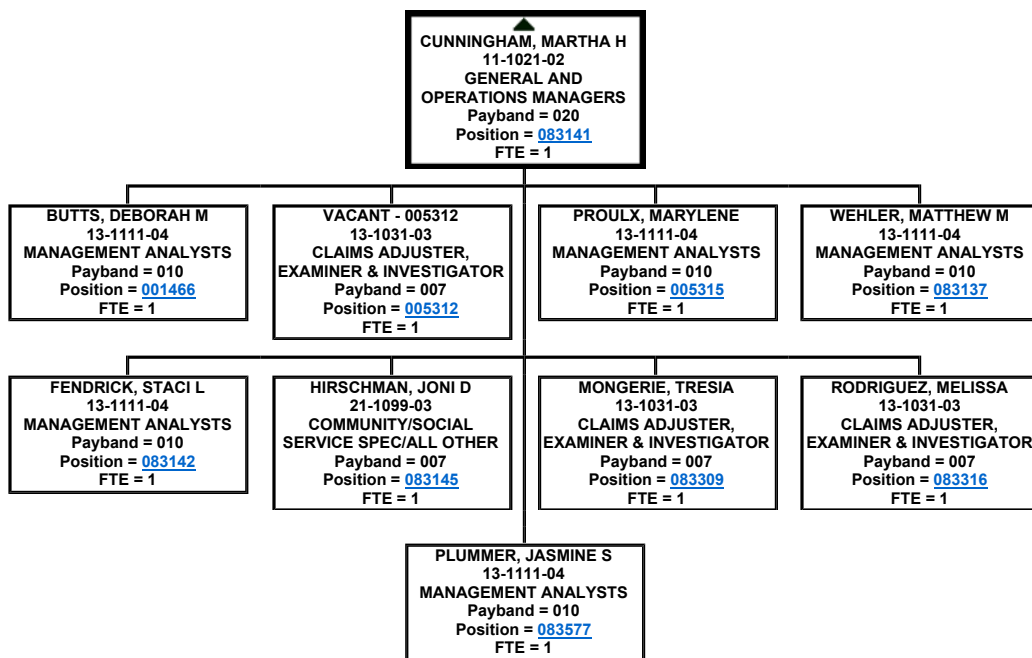 CUNNINGHAM, MARTHA H
11-1021-02
GENERAL AND
OPERATIONS MANAGERS
Payband = 020
Position = 083141
FTE = 1
BUTTS, DEBORAH M
13-1111-04
MANAGEMENT ANALYSTS
Payband = 010
Position = 001466
FTE = 1
VACANT - 005312
13-1031-03
CLAIMS ADJUSTER,
EXAMINER & INVESTIGATOR
Payband = 007
Position = 005312
FTE = 1
PROULX, MARYLENE
13-1111-04
MANAGEMENT ANALYSTS
Payband = 010
Position = 005315
FTE = 1
WEHLER, MATTHEW M
13-1111-04
MANAGEMENT ANALYSTS
Payband = 010
Position = 083137
FTE = 1
FENDRICK, STACI L
13-1111-04
MANAGEMENT ANALYSTS
Payband = 010
Position = 083142
FTE = 1
HIRSCHMAN, JONI D
21-1099-03
COMMUNITY/SOCIAL
SERVICE SPEC/ALL OTHER
Payband = 007
Position = 083145
FTE = 1
MONGERIE, TRESIA
13-1031-03
CLAIMS ADJUSTER,
EXAMINER & INVESTIGATOR
Payband = 007
Position = 083309
FTE = 1
RODRIGUEZ, MELISSA
13-1031-03
CLAIMS ADJUSTER,
EXAMINER & INVESTIGATOR
Payband = 007
Position = 083316
FTE = 1
PLUMMER, JASMINE S
13-1111-04
MANAGEMENT ANALYSTS
Payband = 010
Position = 083577
FTE = 1